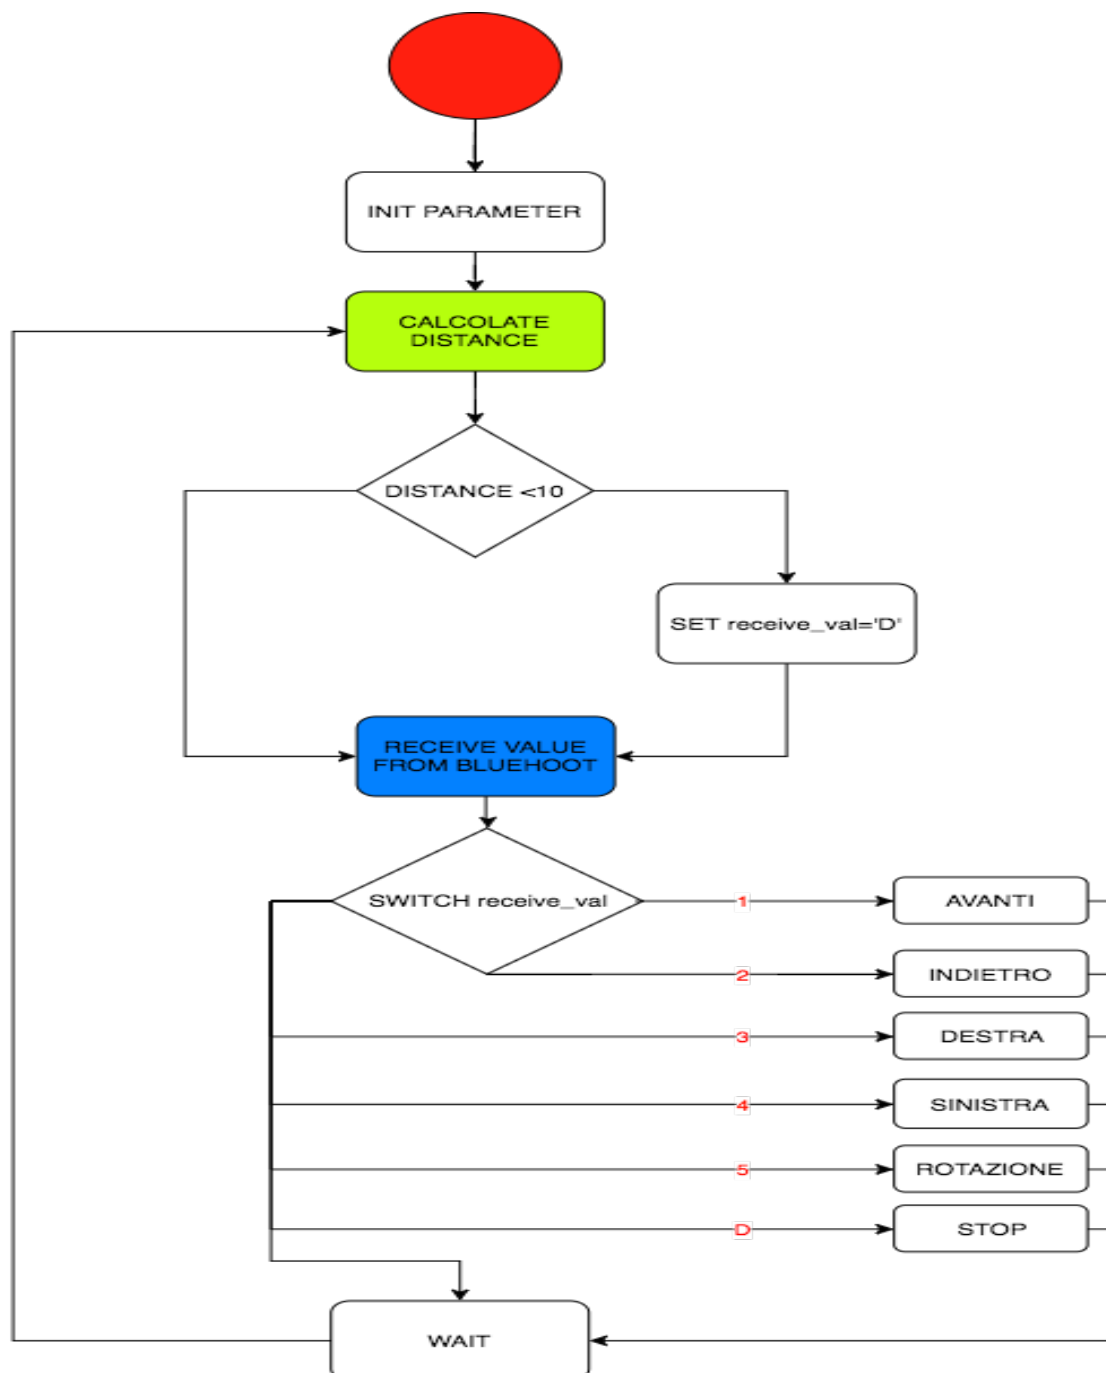 INIT PARAMETER
CALCOLATE
DISTANCE
DISTANCE <10
SET receive_val='D'
RECEIVE VALUE
FROM BLUEHOOT
SWITCH receive_val
1
AVANTI
2
INDIETRO
3
DESTRA
4
SINISTRA
5
ROTAZIONE
D
STOP
WAIT